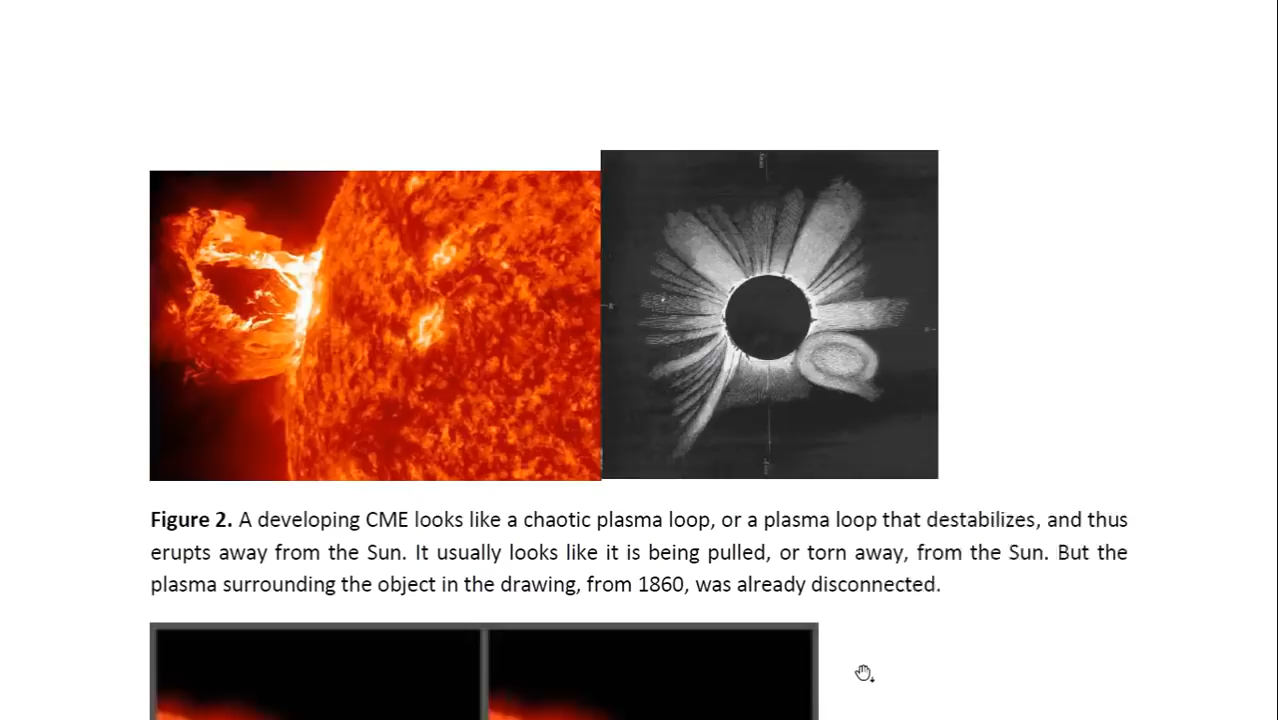 Figure 2. A developing CME looks like a chaotic plasma loop, or a plasma loop that destabilizes, and thus
erupts away from the Sun. It usually looks like it is being pulled, or torn away, from the Sun. But the
plasma surrounding the object in the drawing, from 1860, was already disconnected.